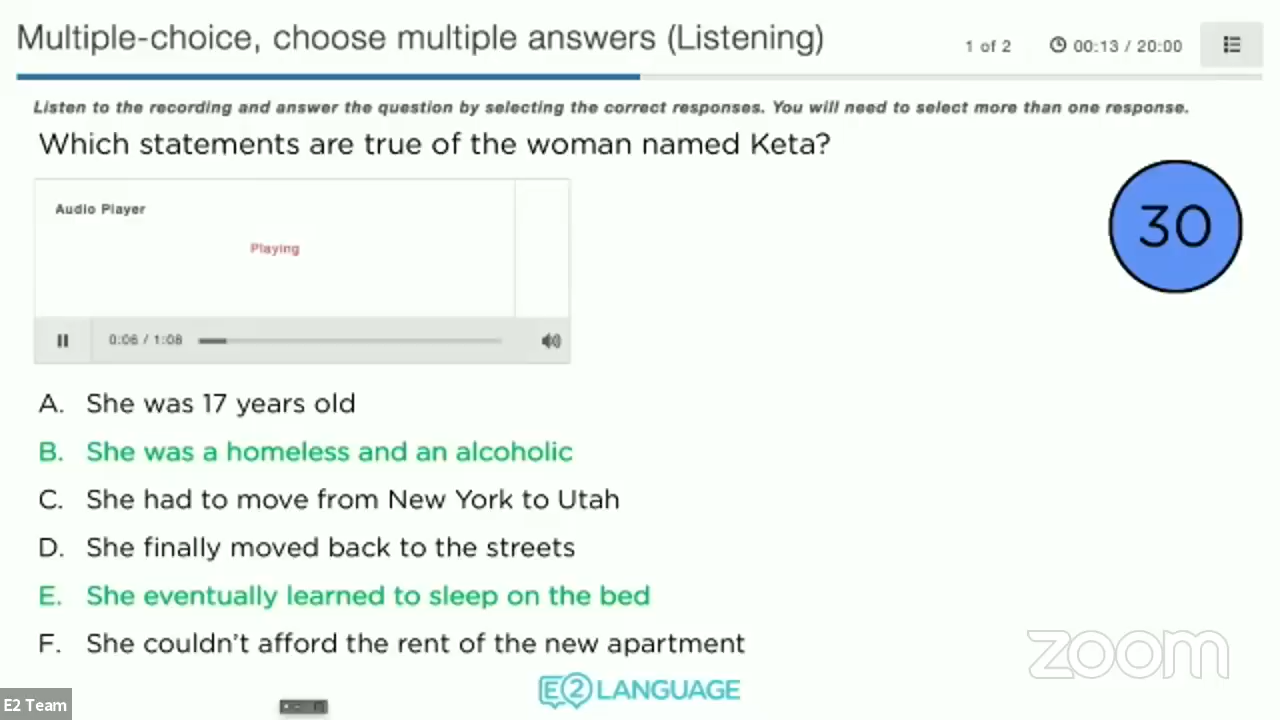 Multiple-choice, choose multiple answers (Listening)
1 of 2
00:13 / 20:00
Listen to the recording and answer the question by selecting the correct responses. You will need to select more than one response.
Which statements are true of the woman named Keta?
Audio Player
Playing
30
0:06 / 1:08
A. She was 17 years old
B. She was a homeless and an alcoholic
C. She had to move from New York to Utah
D. She finally moved back to the streets
E. She eventually learned to sleep on the bed
F. She couldn't afford the rent of the new apartment
zoom
E2 LANGUAGE
E2 Team